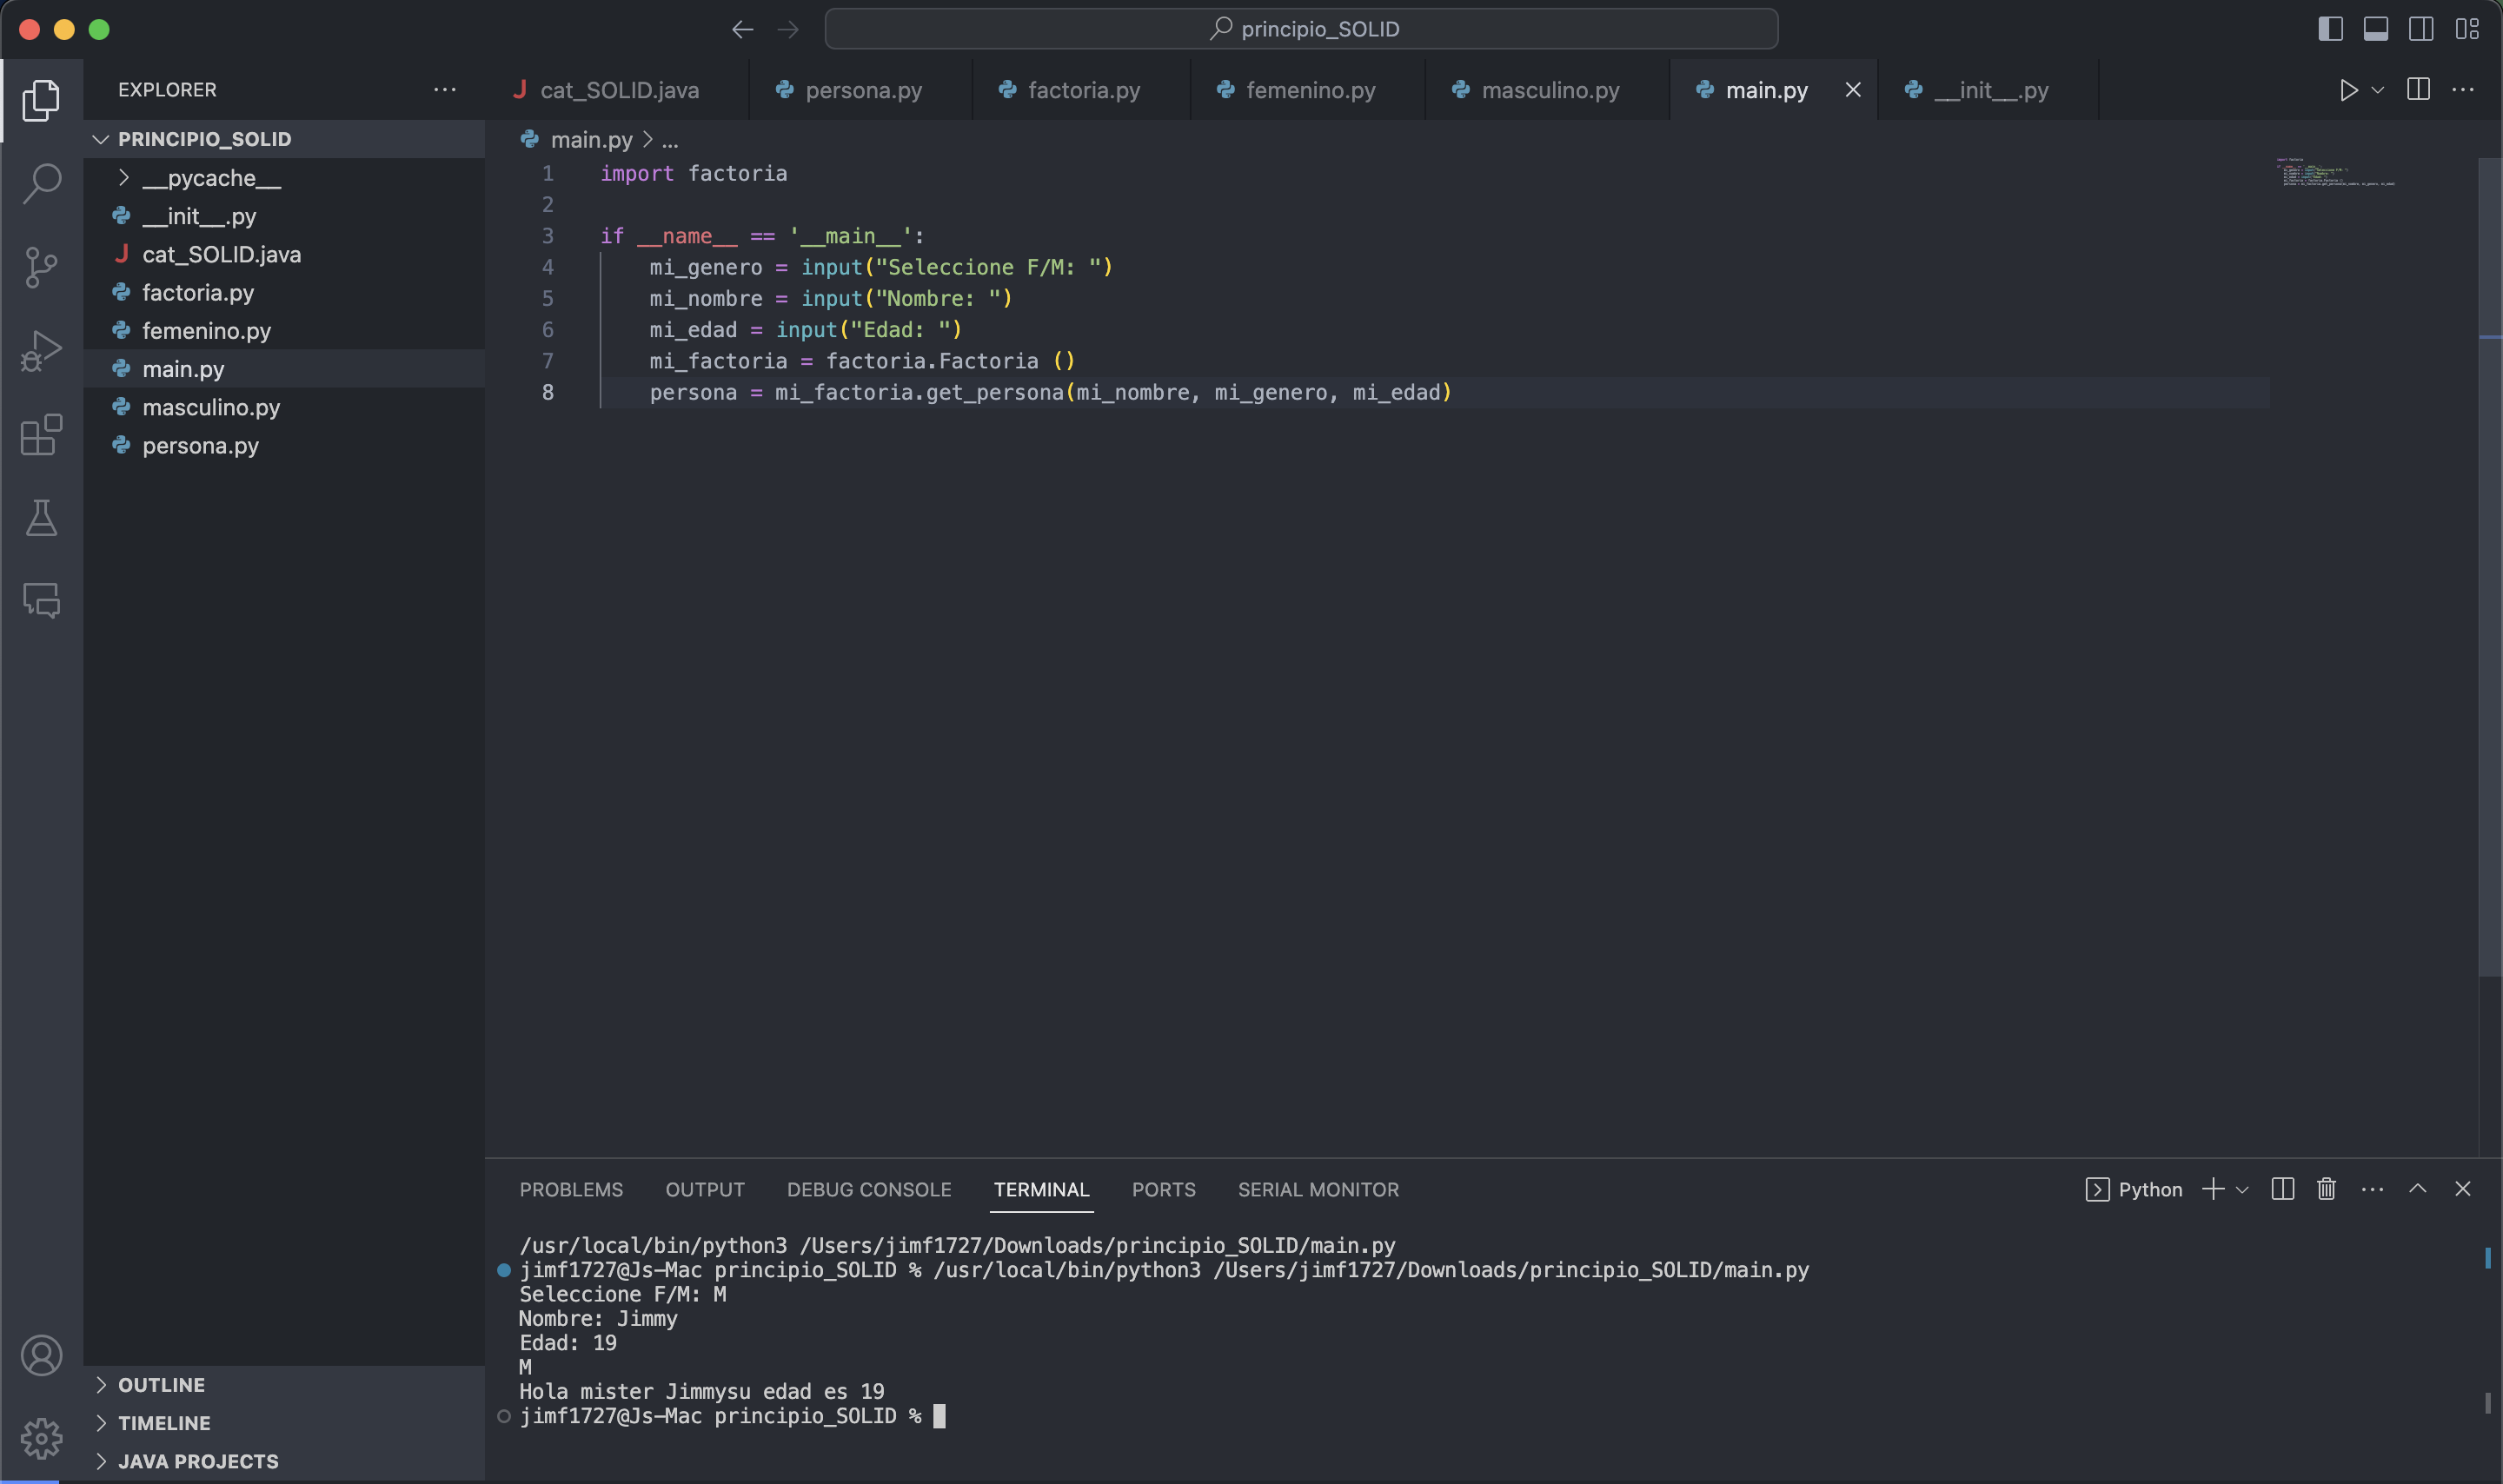 principio_SOLID
EXPLORER
cat_SOLID.java
persona.py
factoria.py
femenino.py
masculino.py
main.py
__init__.py
PRINCIPIO_SOLID
__pycache__
__init__.py
cat_SOLID.java
factoria.py
femenino.py
main.py
masculino.py
persona.py
OUTLINE
TIMELINE
JAVA PROJECTS
main.py > ...
1 import factoria
2
3 if __name__ == '__main__':
4 mi_genero = input("Seleccione F/M: ")
5 mi_nombre = input("Nombre: ")
6 mi_edad = input("Edad: ")
7 mi_factoria = factoria.Factoria ()
8 persona = mi_factoria.get_persona(mi_nombre, mi_genero, mi_edad)
PROBLEMS OUTPUT DEBUG CONSOLE TERMINAL PORTS SERIAL MONITOR
Python
/usr/local/bin/python3 /Users/jimf1727/Downloads/principio_SOLID/main.py
jimf1727@Js-Mac principio_SOLID % /usr/local/bin/python3 /Users/jimf1727/Downloads/principio_SOLID/main.py
Seleccione F/M: M
Nombre: Jimmy
Edad: 19
M
Hola mister Jimmysu edad es 19
jimf1727@Js-Mac principio_SOLID %